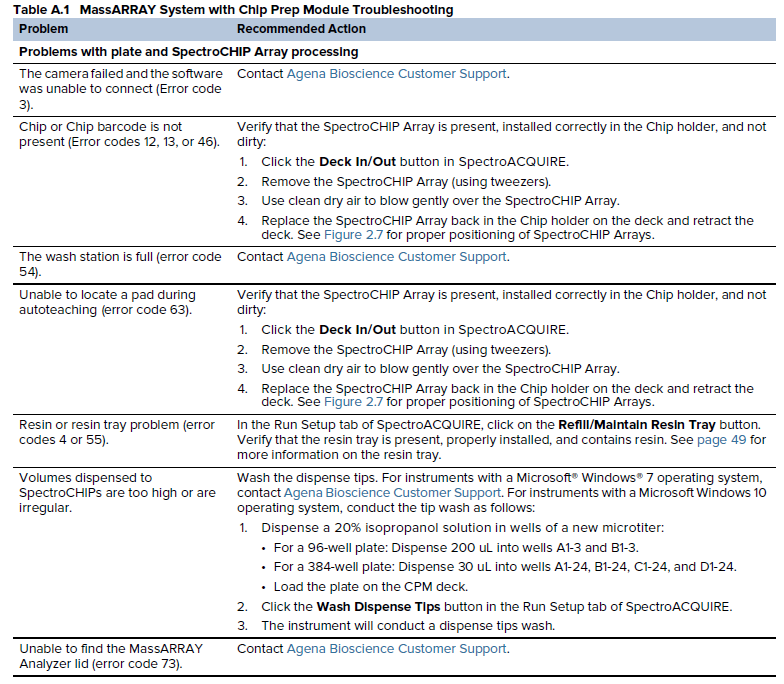 Table A.1 MassARRAY System with Chip Prep Module Troubleshooting
Problem Recommended Action
Problems with plate and SpectroCHIP Array processing
The camera failed and the software
was unable to connect (Error code
3).
Contact Agena Bioscience Customer Support.
Chip or Chip barcode is not
present (Error codes 12, 13, or 46).
Verify that the SpectroCHIP Array is present, installed correctly in the Chip holder, and not
dirty:
1. Click the Deck In/Out button in SpectroACQUIRE.
2. Remove the SpectroCHIP Array (using tweezers).
3. Use clean dry air to blow gently over the SpectroCHIP Array.
4. Replace the SpectroCHIP Array back in the Chip holder on the deck and retract the
deck. See Figure 2.7 for proper positioning of SpectroCHIP Arrays.
The wash station is full (error code
54).
Contact Agena Bioscience Customer Support.
Unable to locate a pad during
autoteaching (error code 63).
Verify that the SpectroCHIP Array is present, installed correctly in the Chip holder, and not
dirty:
1. Click the Deck In/Out button in SpectroACQUIRE.
2. Remove the SpectroCHIP Array (using tweezers).
3. Use clean dry air to blow gently over the SpectroCHIP Array.
4. Replace the SpectroCHIP Array back in the Chip holder on the deck and retract the
deck. See Figure 2.7 for proper positioning of SpectroCHIP Arrays.
Resin or resin tray problem (error
codes 4 or 55).
In the Run Setup tab of SpectroACQUIRE, click on the Refill/Maintain Resin Tray button.
Verify that the resin tray is present, properly installed, and contains resin. See page 49 for
more information on the resin tray.
Volumes dispensed to
SpectroCHIPs are too high or are
irregular.
Wash the dispense tips. For instruments with a Microsoft® Windows® 7 operating system,
contact Agena Bioscience Customer Support. For instruments with a Microsoft Windows 10
operating system, conduct the tip wash as follows:
1. Dispense a 20% isopropanol solution in wells of a new microtiter:
• For a 96-well plate: Dispense 200 uL into wells A1-3 and B1-3.
• For a 384-well plate: Dispense 30 uL into wells A1-24, B1-24, C1-24, and D1-24.
• Load the plate on the CPM deck.
2. Click the Wash Dispense Tips button in the Run Setup tab of SpectroACQUIRE.
3. The instrument will conduct a dispense tips wash.
Unable to find the MassARRAY
Analyzer lid (error code 73).
Contact Agena Bioscience Customer Support.